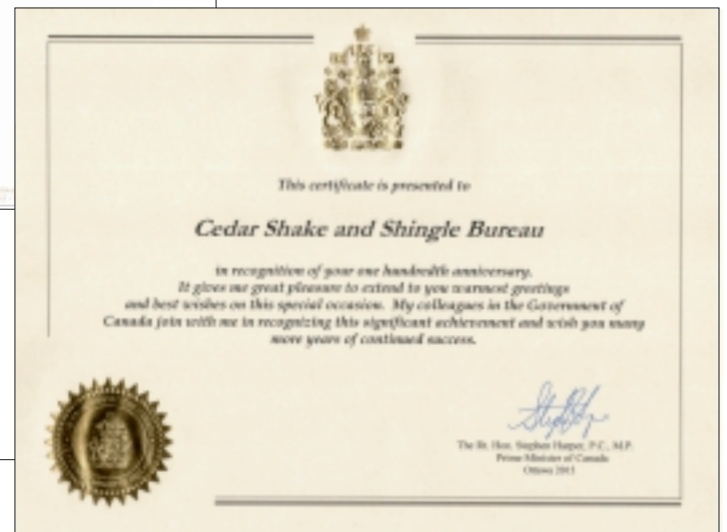 This certificate is presented to
Cedar Shake and Shingle Bureau
in recognition of your one hundredth anniversary.
It gives me great pleasure to extend to you warmest greetings
and best wishes on this special occasion. My colleagues in the Government of
Canada join with me in recognizing this significant achievement and wish you many
more years of continued success.
The Rt. Hon. Stephen Harper, P.C., M.P.
Prime Minister of Canada
Ottawa 2015